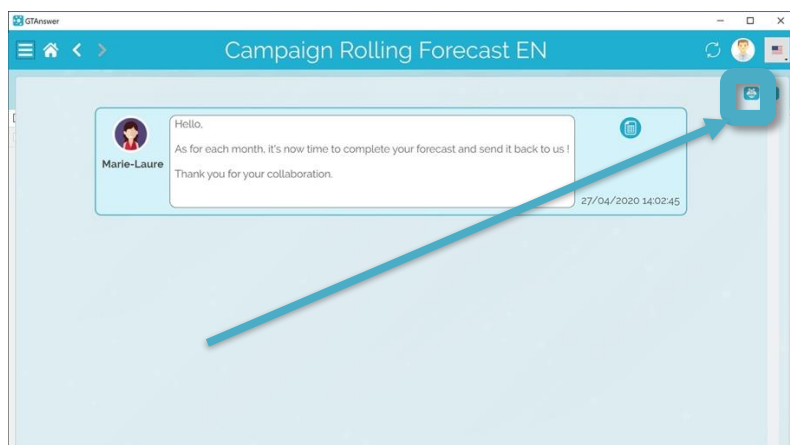 GTAnswer
Campaign Rolling Forecast EN
Hello,
As for each month, it's now time to complete your forecast and send it back to us !
Marie-Laure
Thank you for your collaboration.
27/04/2020 14:02:45